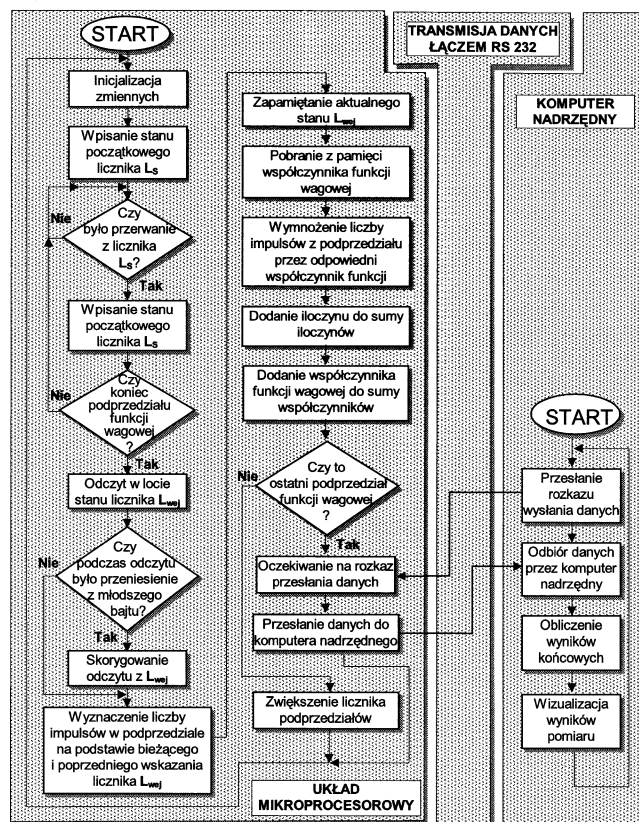 START
Inicjalizacja
zmiennych
Wpisanie stanu
początkowego
licznika Ls
Nie
Czy
było przerwanie
z licznika
Ls?
Tak
Wpisanie stanu
początkowego
licznika Ls
Nie
Czy
koniec
podprzedziału
funkcji
wagowej
?
Tak
Odczyt w locie
stanu licznika Lwej
Nie
Czy
podczas odczytu
było przeniesienie
z młodszego
bajtu?
Tak
Skorygowanie
odczytu z Lwej
Wyznaczenie liczby
impulsów w podprzedziale
na podstawie bieżącego
i poprzedniego wskazania
licznika Lwej
Zapamiętanie aktualnego
stanu Lwej
Pobranie z pamięci
współczynnika funkcji
wagowej
Wymnożenie liczby
impulsów z podprzedziału
przez odpowiedni
współczynnik funkcji
Dodanie iloczynu do sumy
iloczynów
Dodanie współczynnika
funkcji wagowej do sumy
współczynników
Nie
Czy to
ostatni podprzedział
funkcji wagowej
?
Tak
Oczekiwanie na rozkaz
przesłania danych
Przesłanie danych do
komputera nadrzędnego
Zwiększenie licznika
podprzedziałów
UKŁAD
MIKROPROCESOROWY
TRANSMISJA DANYCH
ŁĄCZEM RS 232
KOMPUTER
NADRZĘDNY
START
Przesłanie
rozkazu
wysłania danych
Odbiór danych
przez komputer
nadrzędny
Obliczenie
wyników
końcowych
Wizualizacja
wyników
pomiaru